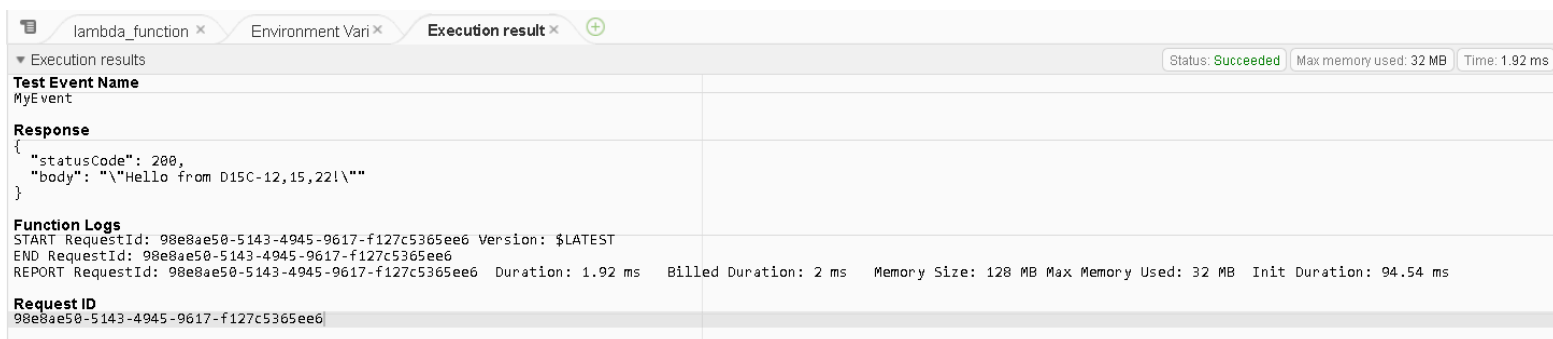 lambda_function ×
Environment Vari ×
Execution result ×
Execution results
Status: Succeeded
Max memory used: 32 MB
Time: 1.92 ms
Test Event Name
MyEvent
Response
{
  "statusCode": 200,
  "body": "\"Hello from D15C-12,15,22!\""
}
Function Logs
START RequestId: 98e8ae50-5143-4945-9617-f127c5365ee6 Version: $LATEST
END RequestId: 98e8ae50-5143-4945-9617-f127c5365ee6
REPORT RequestId: 98e8ae50-5143-4945-9617-f127c5365ee6  Duration: 1.92 ms   Billed Duration: 2 ms   Memory Size: 128 MB Max Memory Used: 32 MB  Init Duration: 94.54 ms
Request ID
98e8ae50-5143-4945-9617-f127c5365ee6